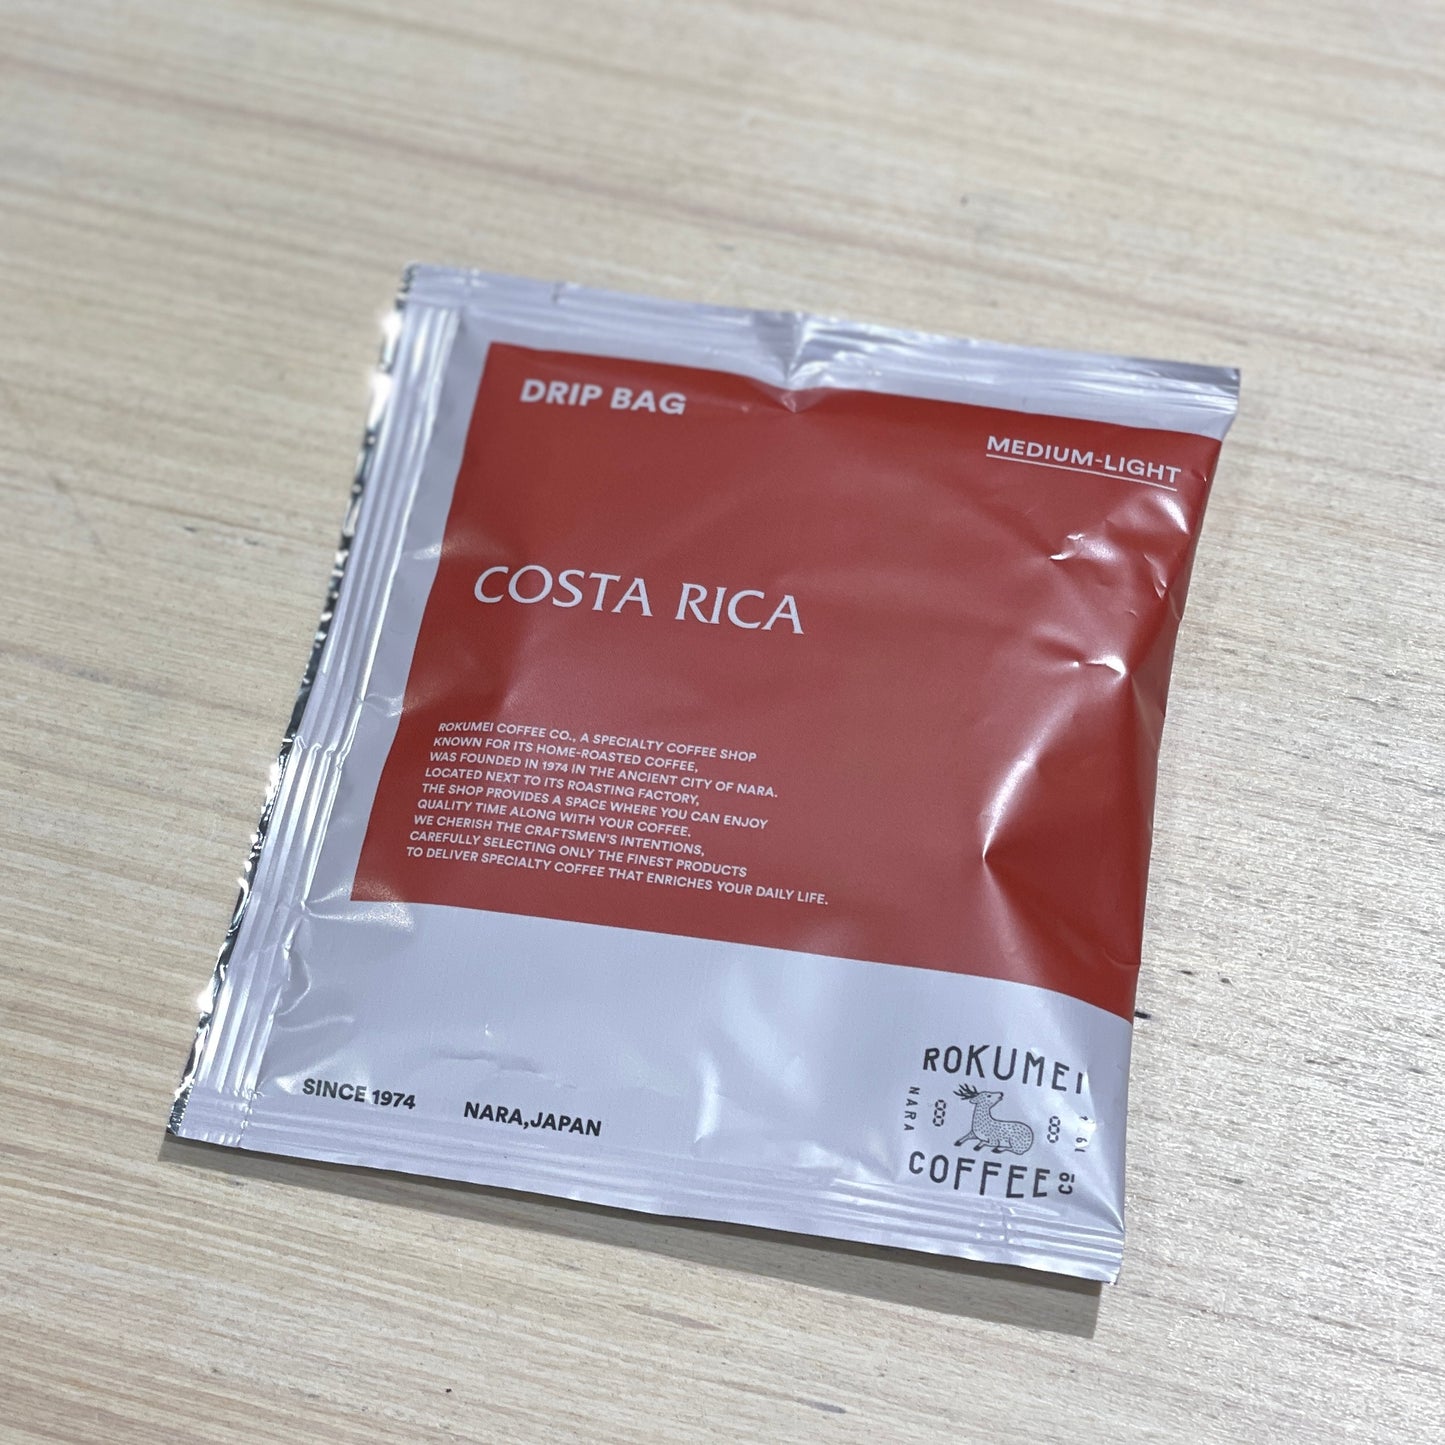 DRIP BAG
MEDIUM-LIGHT
COSTA RICA
ROKUMEI COFFEE CO., A SPECIALTY COFFEE SHOP
KNOWN FOR ITS HOME-ROASTED COFFEE,
WAS FOUNDED IN 1974 IN THE ANCIENT CITY OF NARA.
LOCATED NEXT TO ITS ROASTING FACTORY,
THE SHOP PROVIDES A SPACE WHERE YOU CAN ENJOY
QUALITY TIME ALONG WITH YOUR COFFEE.
WE CHERISH THE CRAFTSMEN'S INTENTIONS,
CAREFULLY SELECTING ONLY THE FINEST PRODUCTS
TO DELIVER SPECIALTY COFFEE THAT ENRICHES YOUR DAILY LIFE.
SINCE 1974
NARA,JAPAN
ROKUMEI
NARA
COFFEE CO